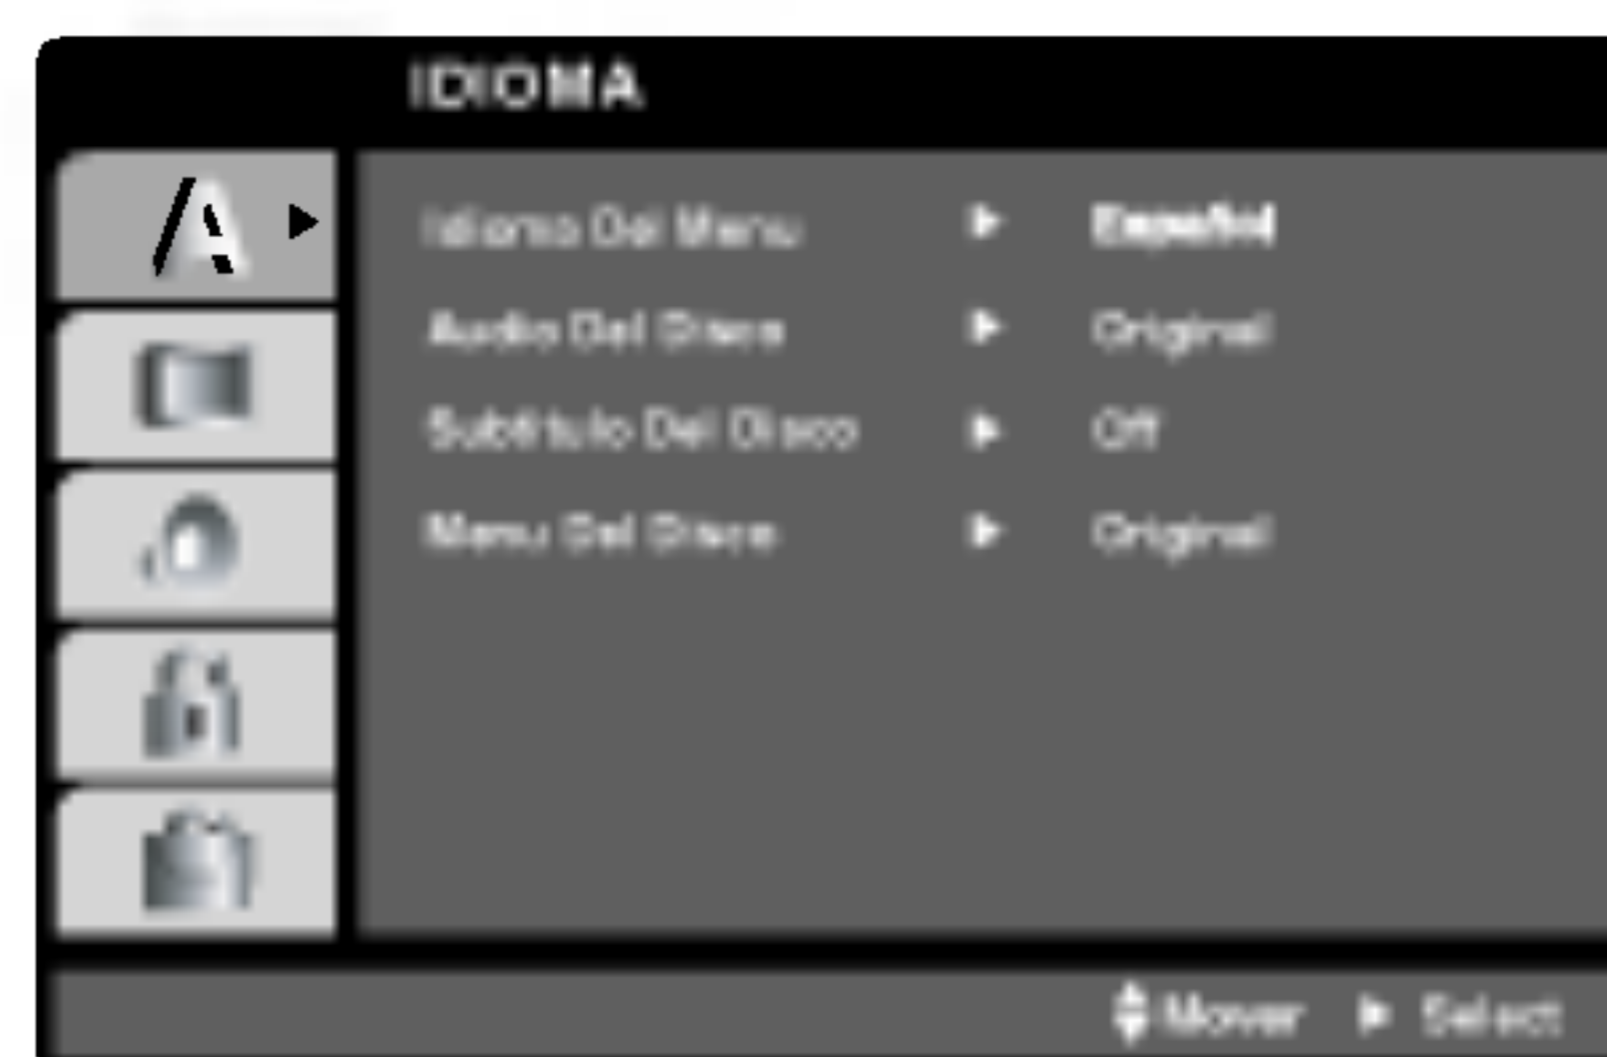 IDIOMA
Idioma Del Menu ▶ Español
Audio Del Disco ▶ Original
Subtitulo Del Disco ▶ Off
Menu Del Disco ▶ Original
Mover ▶ Select